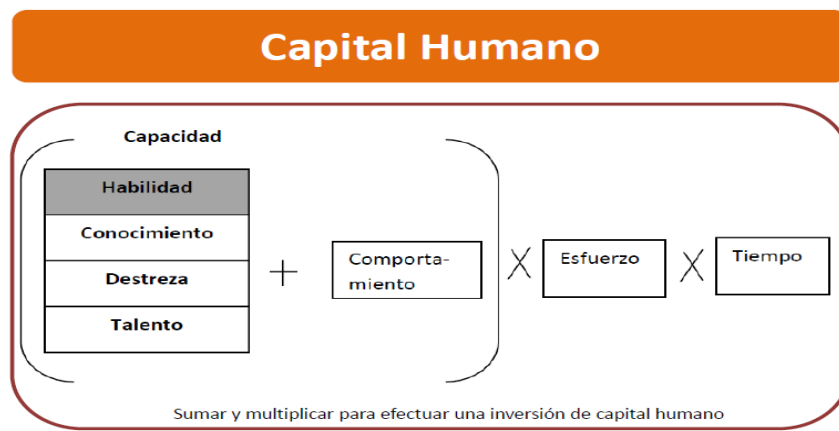 Capital Humano
Capacidad
Habilidad
Conocimiento
Destreza
Talento
+
Comporta-
miento
X
Esfuerzo
X
Tiempo
Sumar y multiplicar para efectuar una inversión de capital humano